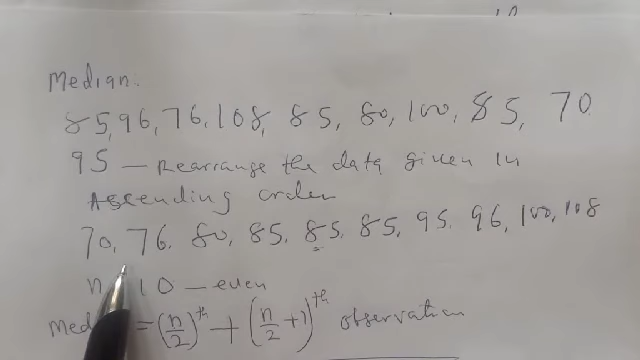 Median.
85, 96, 76, 108, 85, 80, 100, 85, 70.
95 — Rearrange the data given in
Ascending order
70, 76, 80, 85, 85, 85, 95, 96, 100, 108
n 10 — even
Med = (n/2)th + (n/2 + 1)th observation